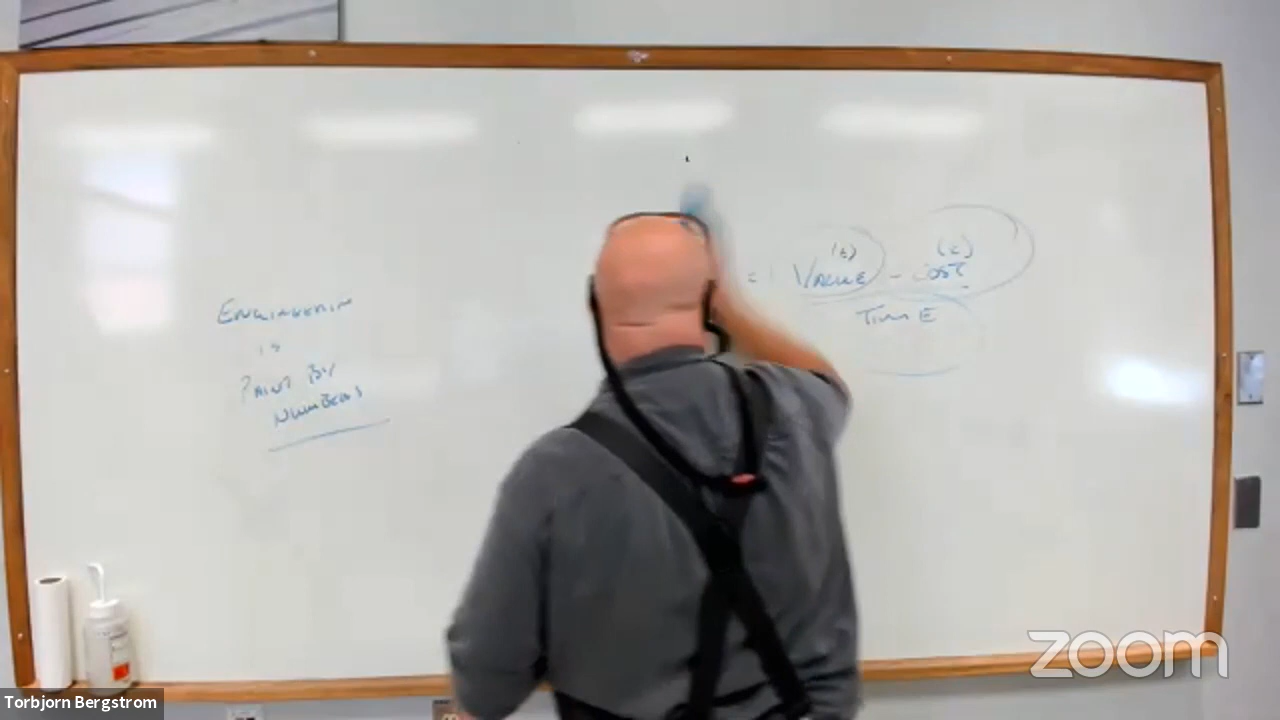 ENGINEERIN
IS
PAINT BY
NUMBERS
(b) (c)
= VALUE - COST
TIME
zoom
Torbjorn Bergstrom